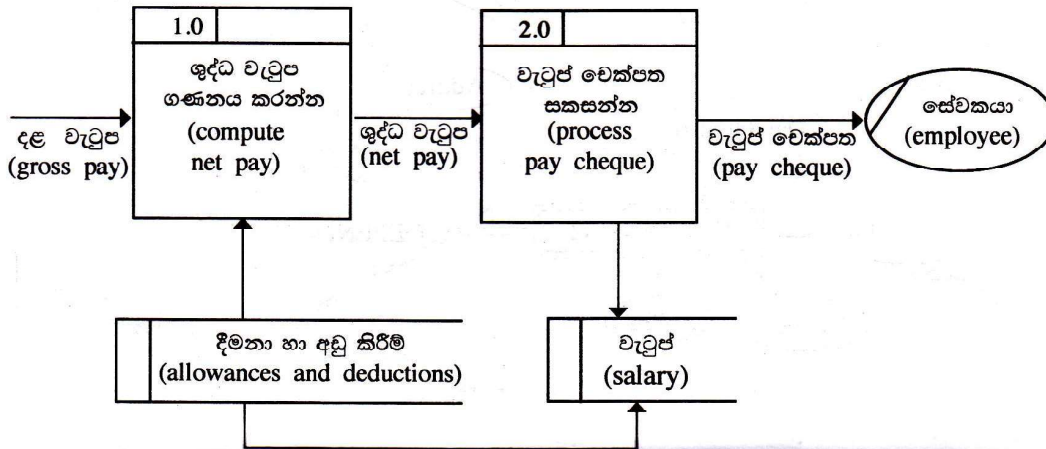 1.0
ශුද්ධ වැටුප
ගණනය කරන්න
(compute
net pay)
2.0
වැටුප් චෙක්පත
සකසන්න
(process
pay cheque)
දළ වැටුප
(gross pay)
ශුද්ධ වැටුප
(net pay)
වැටුප් චෙක්පත
(pay cheque)
සේවකයා
(employee)
දීමනා හා අඩු කිරීම්
(allowances and deductions)
වැටුප්
(salary)